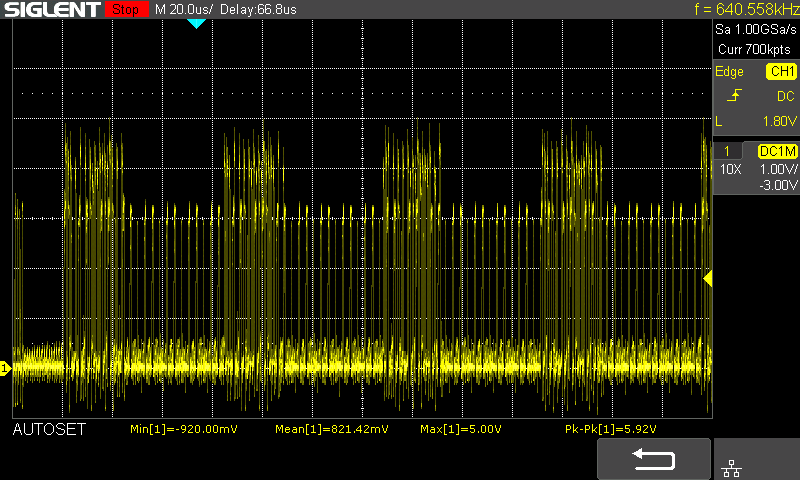 SIGLENT Stop M 20.0us/ Delay:66.8us f = 640.558kHz
Sa 1.00GSa/s
Curr 700kpts
Edge CH1
DC
L 1.80V
1 DC1M
10X 1.00V/
-3.00V
1
AUTOSET Min[1]=-920.00mV Mean[1]=821.42mV Max[1]=5.00V Pk-Pk[1]=5.92V